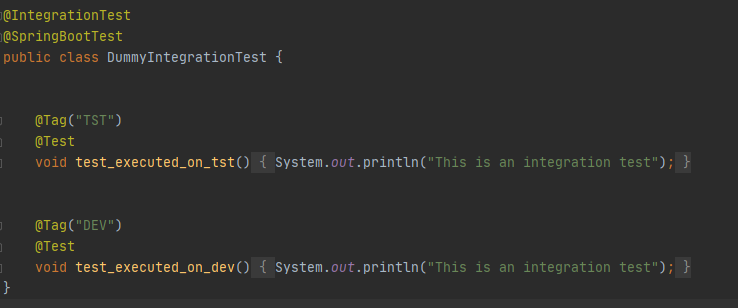 @IntegrationTest
@SpringBootTest
public class DummyIntegrationTest {
@Tag("TST")
@Test
void test_executed_on_tst() { System.out.println("This is an integration test"); }
@Tag("DEV")
@Test
void test_executed_on_dev() { System.out.println("This is an integration test"); }
}